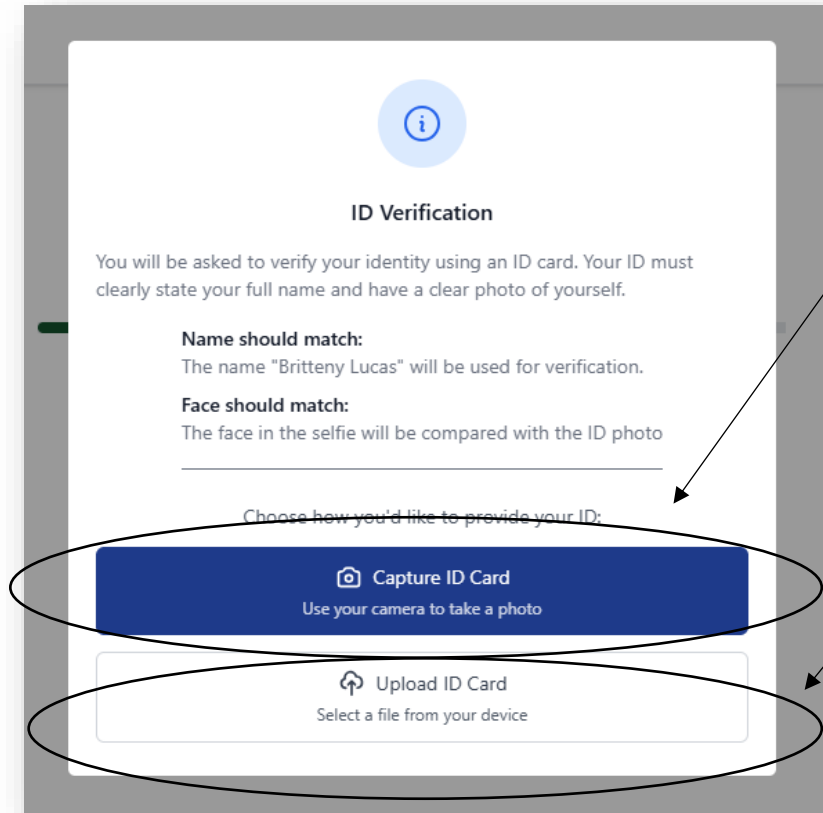 ID Verification
You will be asked to verify your identity using an ID card. Your ID must
clearly state your full name and have a clear photo of yourself.
Name should match:
The name "Britteny Lucas" will be used for verification.
Face should match:
The face in the selfie will be compared with the ID photo
Choose how you'd like to provide your ID:
Capture ID Card
Use your camera to take a photo
Upload ID Card
Select a file from your device